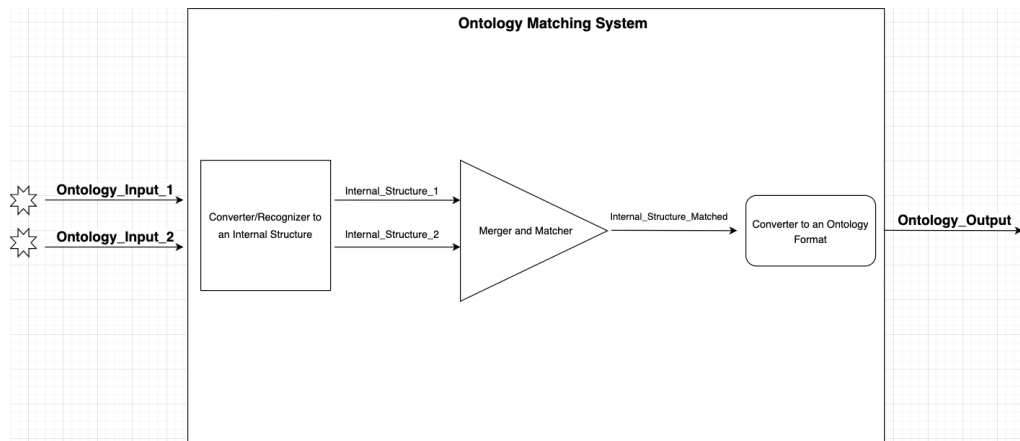 Ontology Matching System
Ontology_Input_1
Ontology_Input_2
Converter/Recognizer to
an Internal Structure
Internal_Structure_1
Internal_Structure_2
Merger and Matcher
Internal_Structure_Matched
Converter to an Ontology
Format
Ontology_Output